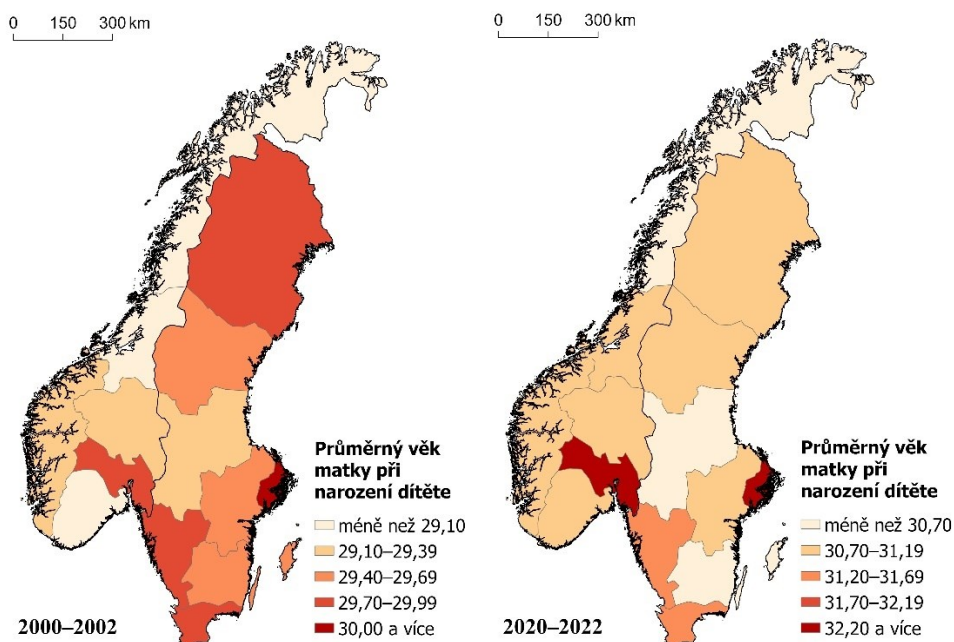 0 150 300 km
Průměrný věk
matky při
narození dítěte
méně než 29,10
29,10–29,39
29,40–29,69
29,70–29,99
30,00 a více
2000–2002
0 150 300 km
Průměrný věk
matky při
narození dítěte
méně než 30,70
30,70–31,19
31,20–31,69
31,70–32,19
32,20 a více
2020–2022